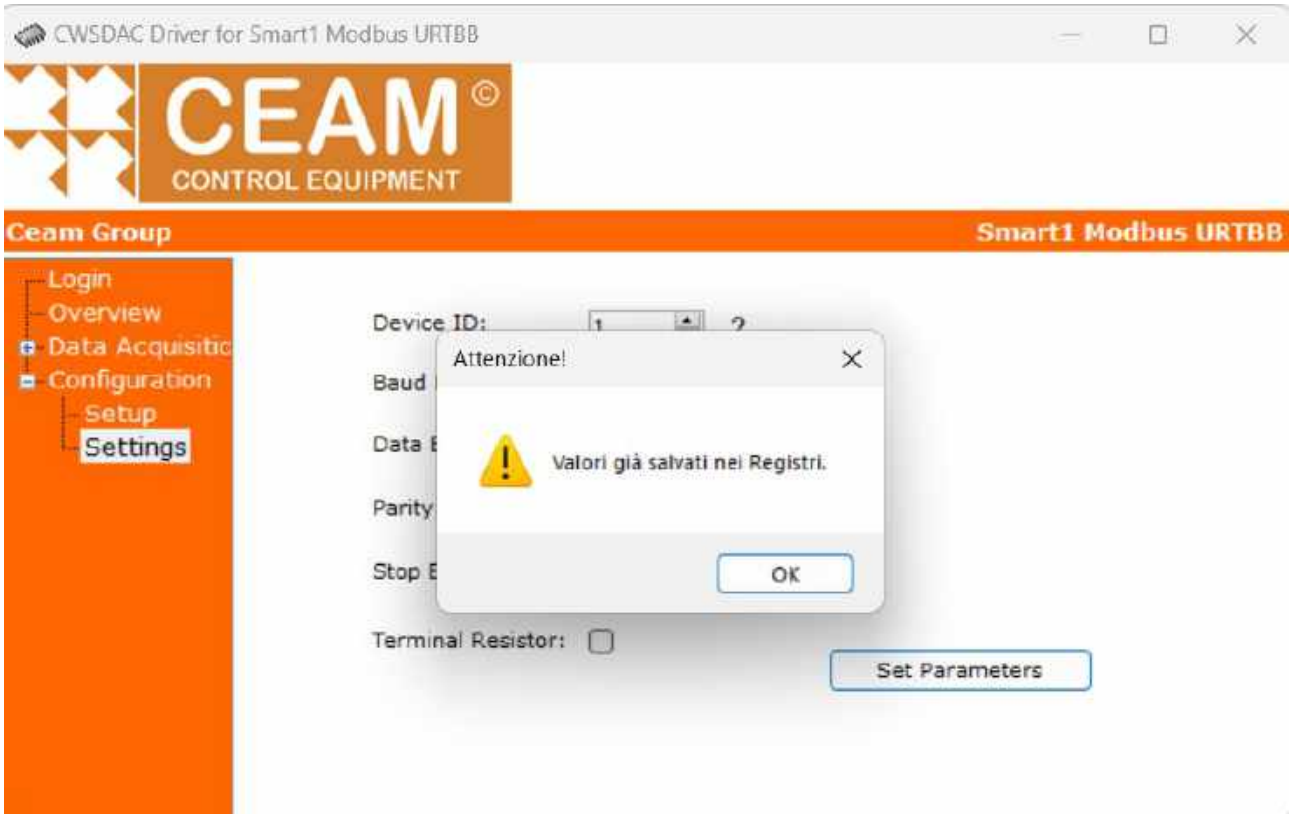 CWSDAC Driver for Smart1 Modbus URTBB
CEAM ©
CONTROL EQUIPMENT
Ceam Group
Smart1 Modbus URTBB
Login
Overview
Data Acquisitio
Configuration
Setup
Settings
Device ID: 1 ?
Attenzione!
Baud
Data
Valori già salvati nei Registri.
Parity
Stop
OK
Terminal Resistor:
Set Parameters